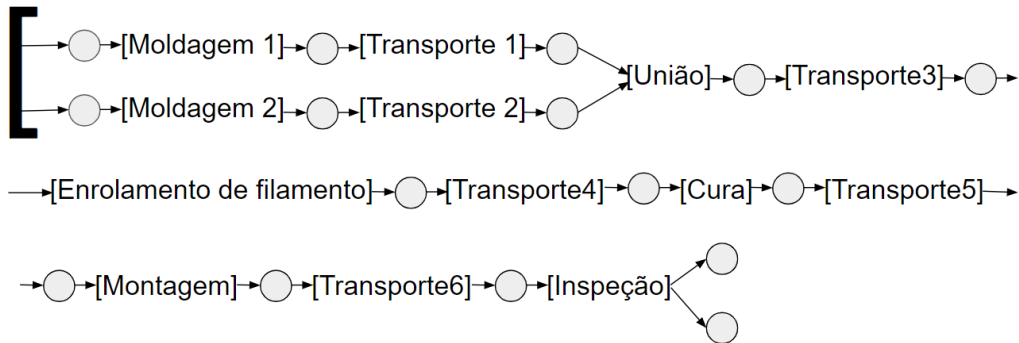 [Moldagem 1] [Transporte 1]
[União] [Transporte3]
[Moldagem 2] [Transporte 2]
[Enrolamento de filamento] [Transporte4] [Cura] [Transporte5]
[Montagem] [Transporte6] [Inspeção]